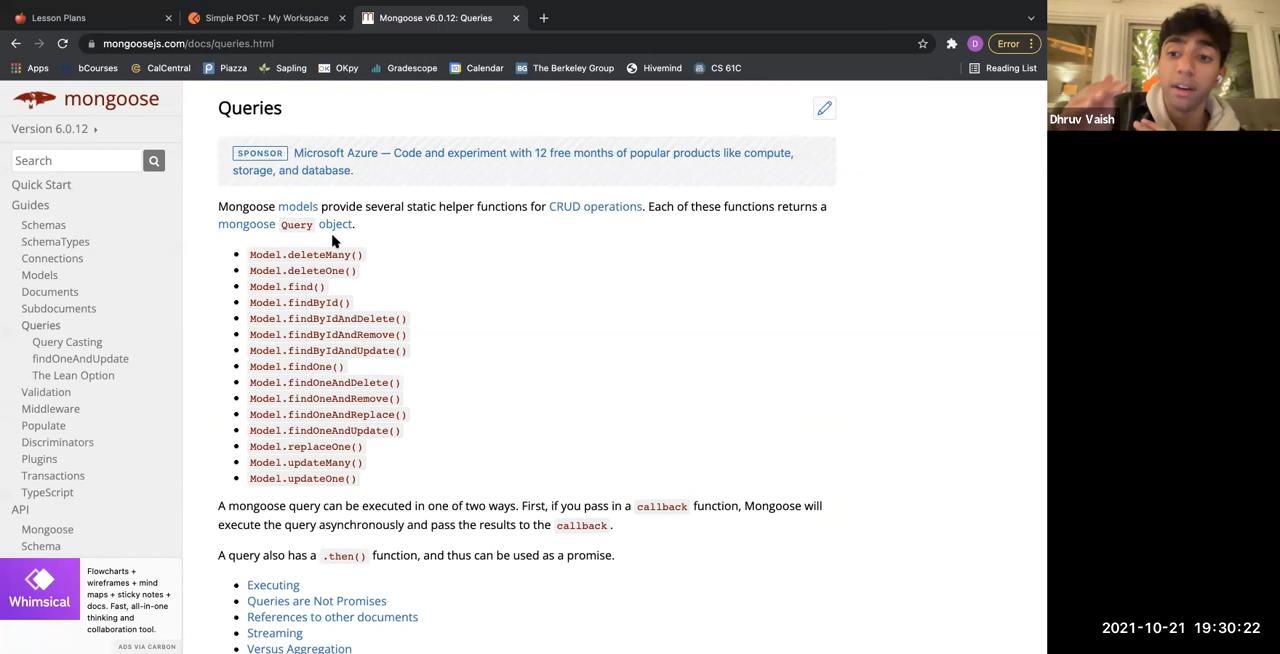 Lesson Plans
Simple POST - My Workspace
Mongoose v6.0.12: Queries
mongoosejs.com/docs/queries.html
D
Error
Apps
bCourses
CalCentral
Piazza
Sapling
OKpy
Gradescope
Calendar
The Berkeley Group
Hivemind
CS 61C
Reading List
mongoose
Version 6.0.12
Search
Quick Start
Guides
Schemas
SchemaTypes
Connections
Models
Documents
Subdocuments
Queries
Query Casting
findOneAndUpdate
The Lean Option
Validation
Middleware
Populate
Discriminators
Plugins
Transactions
TypeScript
API
Mongoose
Schema
Whimsical
Flowcharts +
wireframes + mind
maps + sticky notes +
docs. Fast, all-in-one
thinking and
collaboration tool.
ADS VIA CARBON
Queries
SPONSOR Microsoft Azure — Code and experiment with 12 free months of popular products like compute,
storage, and database.
Mongoose models provide several static helper functions for CRUD operations. Each of these functions returns a
mongoose Query object.
Model.deleteMany()
Model.deleteOne()
Model.find()
Model.findById()
Model.findByIdAndDelete()
Model.findByIdAndRemove()
Model.findByIdAndUpdate()
Model.findOne()
Model.findOneAndDelete()
Model.findOneAndRemove()
Model.findOneAndReplace()
Model.findOneAndUpdate()
Model.replaceOne()
Model.updateMany()
Model.updateOne()
A mongoose query can be executed in one of two ways. First, if you pass in a callback function, Mongoose will
execute the query asynchronously and pass the results to the callback.
A query also has a .then() function, and thus can be used as a promise.
Executing
Queries are Not Promises
References to other documents
Streaming
Versus Aggregation
Dhruv Vaish
2021-10-21 19:30:22